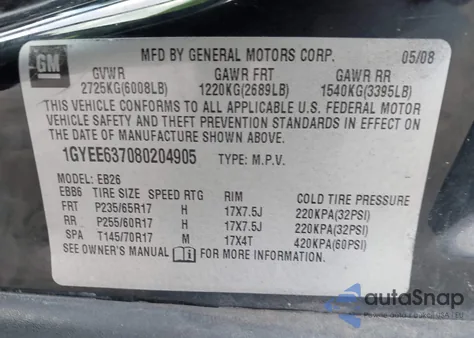 GM
MFD BY GENERAL MOTORS CORP. 05/08
GVWR GAWR FRT GAWR RR
2725KG(6008LB) 1220KG(2689LB) 1540KG(3395LB)
THIS VEHICLE CONFORMS TO ALL APPLICABLE U.S. FEDERAL MOTOR
VEHICLE SAFETY AND THEFT PREVENTION STANDARDS IN EFFECT ON
THE DATE OF MANUFACTURE SHOWN ABOVE.
1GYEE637080204905 TYPE: M.P.V.
MODEL: EB26
EBB6 TIRE SIZE SPEED RTG RIM COLD TIRE PRESSURE
FRT P235/65R17 H 17X7.5J 220KPA(32PSI)
RR P255/60R17 H 17X7.5J 220KPA(32PSI)
SPA T145/70R17 M 17X4T 420KPA(60PSI)
SEE OWNER'S MANUAL FOR MORE INFORMATION.
autoSnap